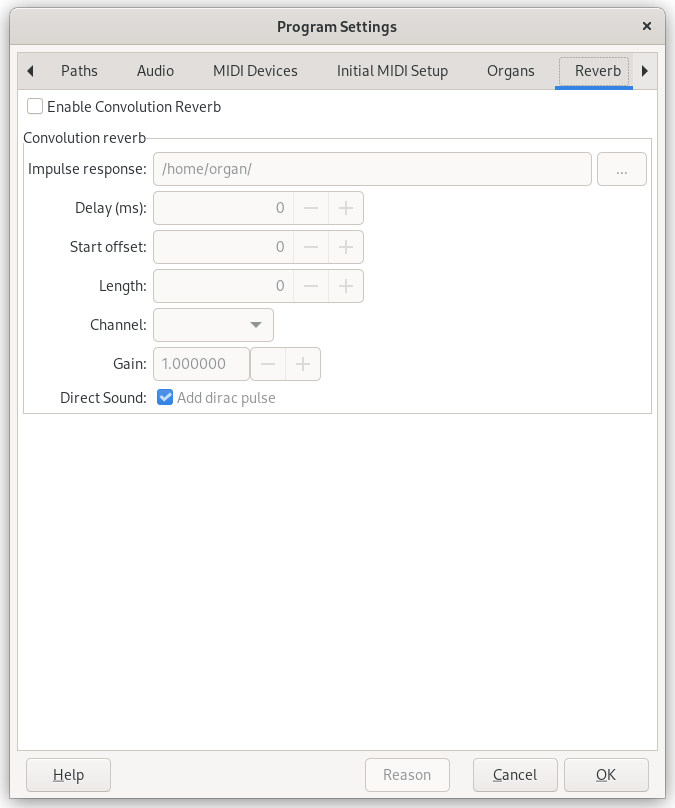 Program Settings
Paths Audio MIDI Devices Initial MIDI Setup Organs Reverb
Enable Convolution Reverb
Convolution reverb
Impulse response: /home/organ/ ...
Delay (ms): 0
Start offset: 0
Length: 0
Channel:
Gain: 1.000000
Direct Sound: Add dirac pulse
Help Reason Cancel OK